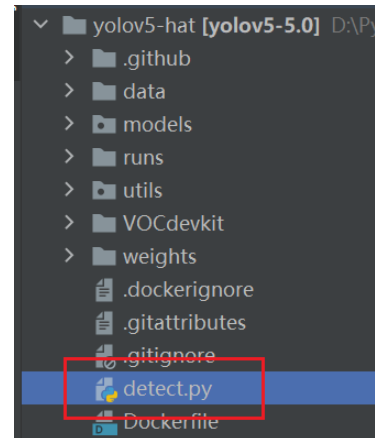 yolov5-hat [yolov5-5.0] D:\Py
.github
data
models
runs
utils
VOCdevkit
weights
.dockerignore
.gitattributes
.gitignore
detect.py
Dockerfile